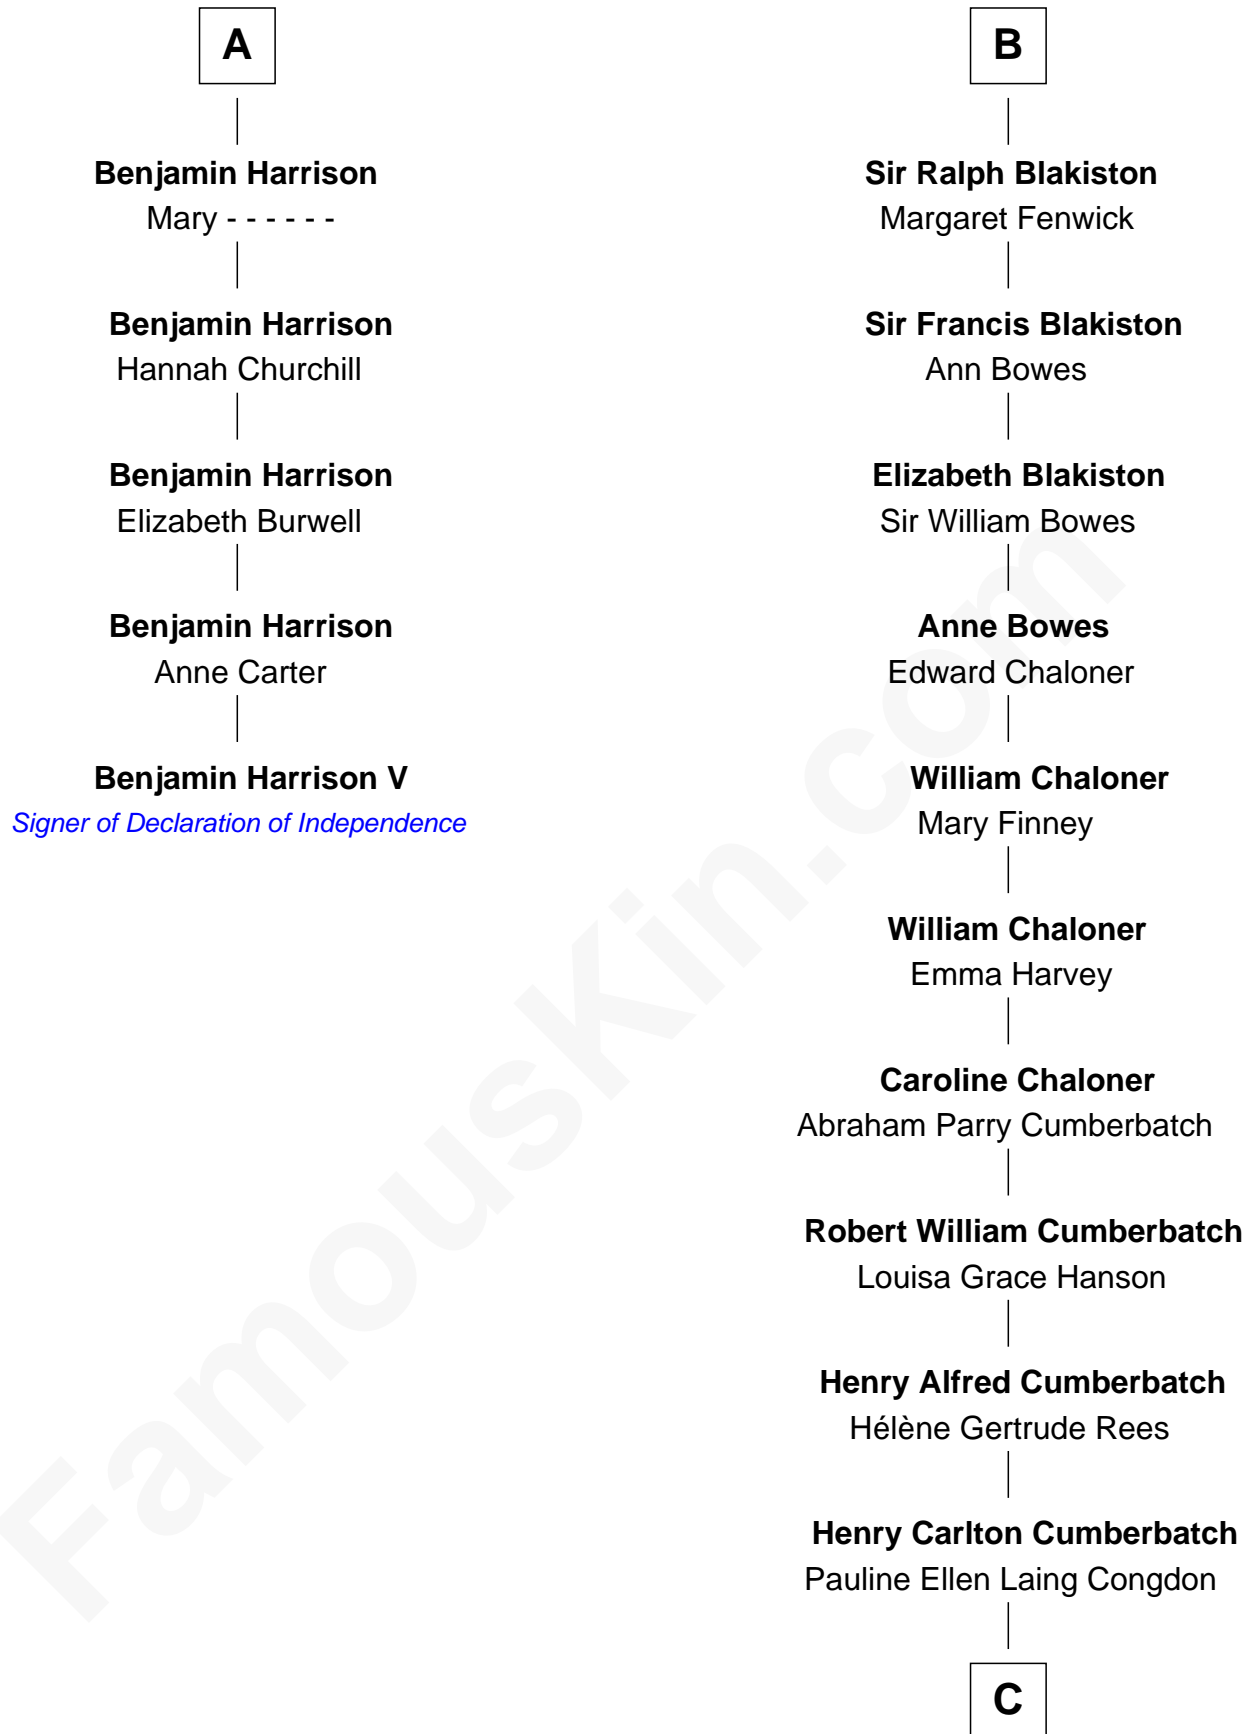 A
Benjamin Harrison
Mary - - - - - -
Benjamin Harrison
Hannah Churchill
Benjamin Harrison
Elizabeth Burwell
Benjamin Harrison
Anne Carter
Benjamin Harrison V
Signer of Declaration of Independence
B
Sir Ralph Blakiston
Margaret Fenwick
Sir Francis Blakiston
Ann Bowes
Elizabeth Blakiston
Sir William Bowes
Anne Bowes
Edward Chaloner
William Chaloner
Mary Finney
William Chaloner
Emma Harvey
Caroline Chaloner
Abraham Parry Cumberbatch
Robert William Cumberbatch
Louisa Grace Hanson
Henry Alfred Cumberbatch
Hélène Gertrude Rees
Henry Carlton Cumberbatch
Pauline Ellen Laing Congdon
C
FamousKin.com